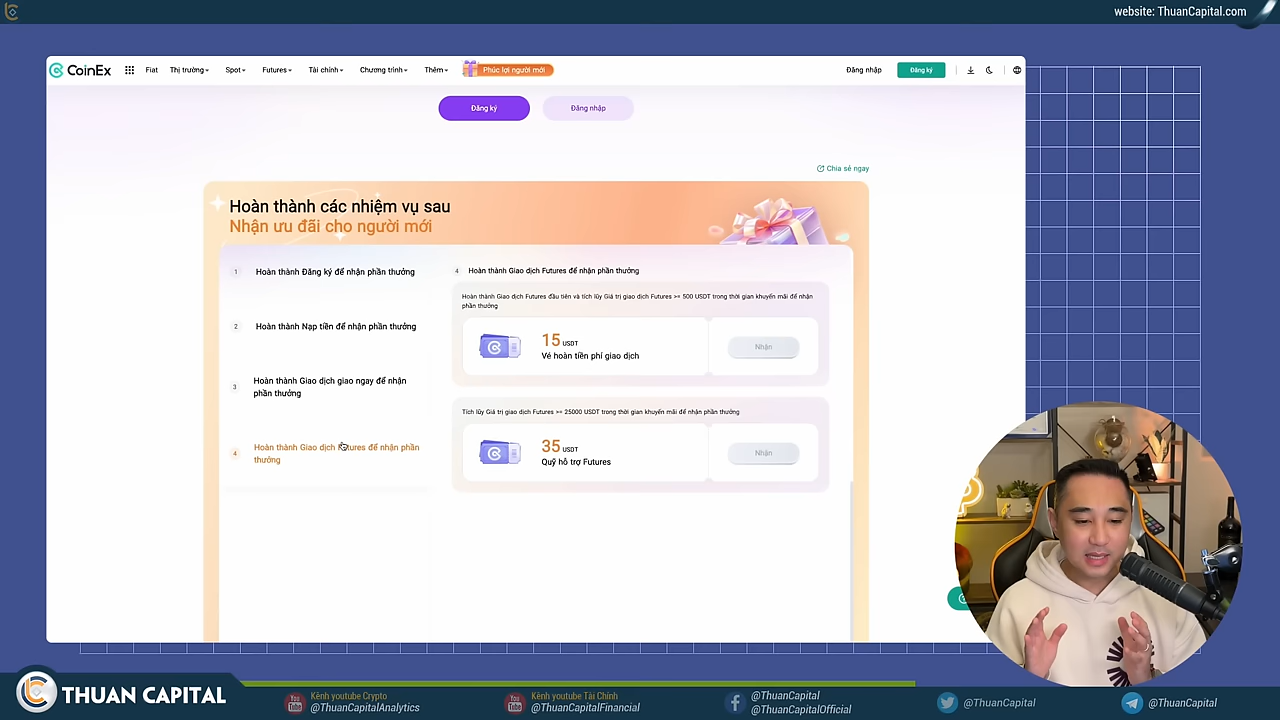 website: ThuanCapital.com
CoinEx
Fiat
Thị trường
Spot
Futures
Tài chính
Chương trình
Thêm
Phúc lợi người mới
Đăng nhập
Đăng ký
Đăng ký
Đăng nhập
Chia sẻ ngay
Hoàn thành các nhiệm vụ sau
Nhận ưu đãi cho người mới
1 Hoàn thành Đăng ký để nhận phần thưởng
2 Hoàn thành Nạp tiền để nhận phần thưởng
3 Hoàn thành Giao dịch giao ngay để nhận
phần thưởng
4 Hoàn thành Giao dịch Futures để nhận phần
thưởng
4 Hoàn thành Giao dịch Futures để nhận phần thưởng
Hoàn thành Giao dịch Futures đầu tiên và tích lũy Giá trị giao dịch Futures >= 500 USDT trong thời gian khuyến mãi để nhận
phần thưởng
15 USDT
Vé hoàn tiền phí giao dịch
Nhận
Tích lũy Giá trị giao dịch Futures >= 25000 USDT trong thời gian khuyến mãi để nhận phần thưởng
35 USDT
Quỹ hỗ trợ Futures
Nhận
THUAN CAPITAL
Kênh youtube Crypto
@ThuanCapitalAnalytics
Kênh youtube Tài Chính
@ThuanCapitalFinancial
@ThuanCapital
@ThuanCapitalOfficial
@ThuanCapital
@ThuanCapital